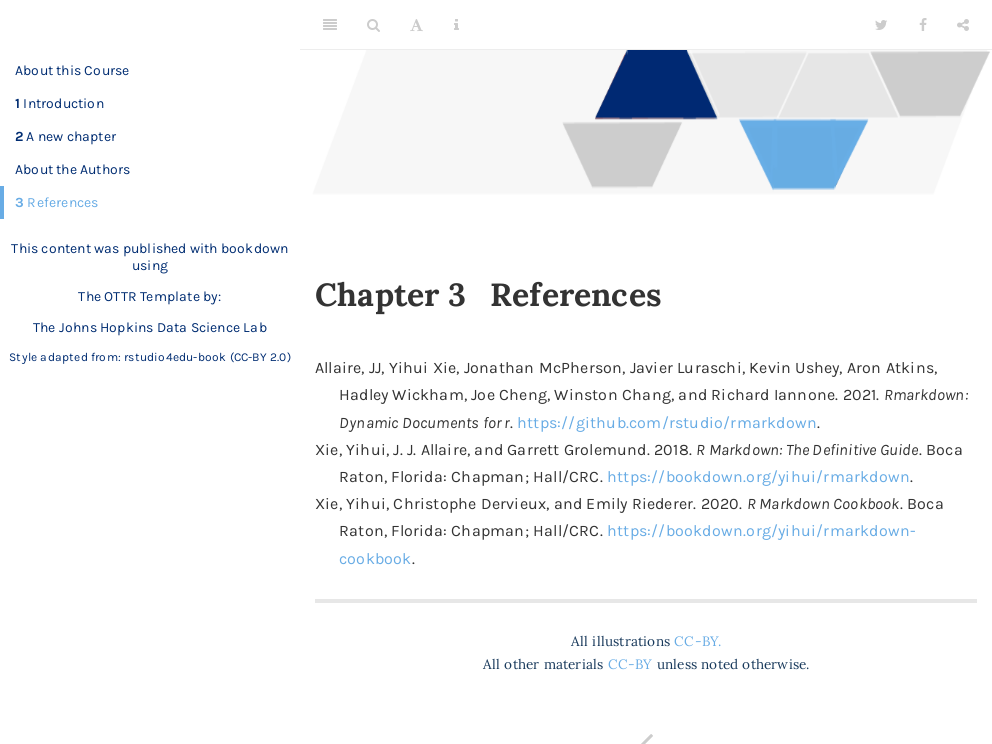 About this Course
1 Introduction
2 A new chapter
About the Authors
3 References
This content was published with bookdown
using
The OTTR Template by:
The Johns Hopkins Data Science Lab
Style adapted from: rstudio4edu-book (CC-BY 2.0)
Chapter 3 References
Allaire, JJ, Yihui Xie, Jonathan McPherson, Javier Luraschi, Kevin Ushey, Aron Atkins,
Hadley Wickham, Joe Cheng, Winston Chang, and Richard Iannone. 2021. Rmarkdown:
Dynamic Documents for r. https://github.com/rstudio/rmarkdown.
Xie, Yihui, J. J. Allaire, and Garrett Grolemund. 2018. R Markdown: The Definitive Guide. Boca
Raton, Florida: Chapman; Hall/CRC. https://bookdown.org/yihui/rmarkdown.
Xie, Yihui, Christophe Dervieux, and Emily Riederer. 2020. R Markdown Cookbook. Boca
Raton, Florida: Chapman; Hall/CRC. https://bookdown.org/yihui/rmarkdown-
cookbook.
All illustrations CC-BY.
All other materials CC-BY unless noted otherwise.